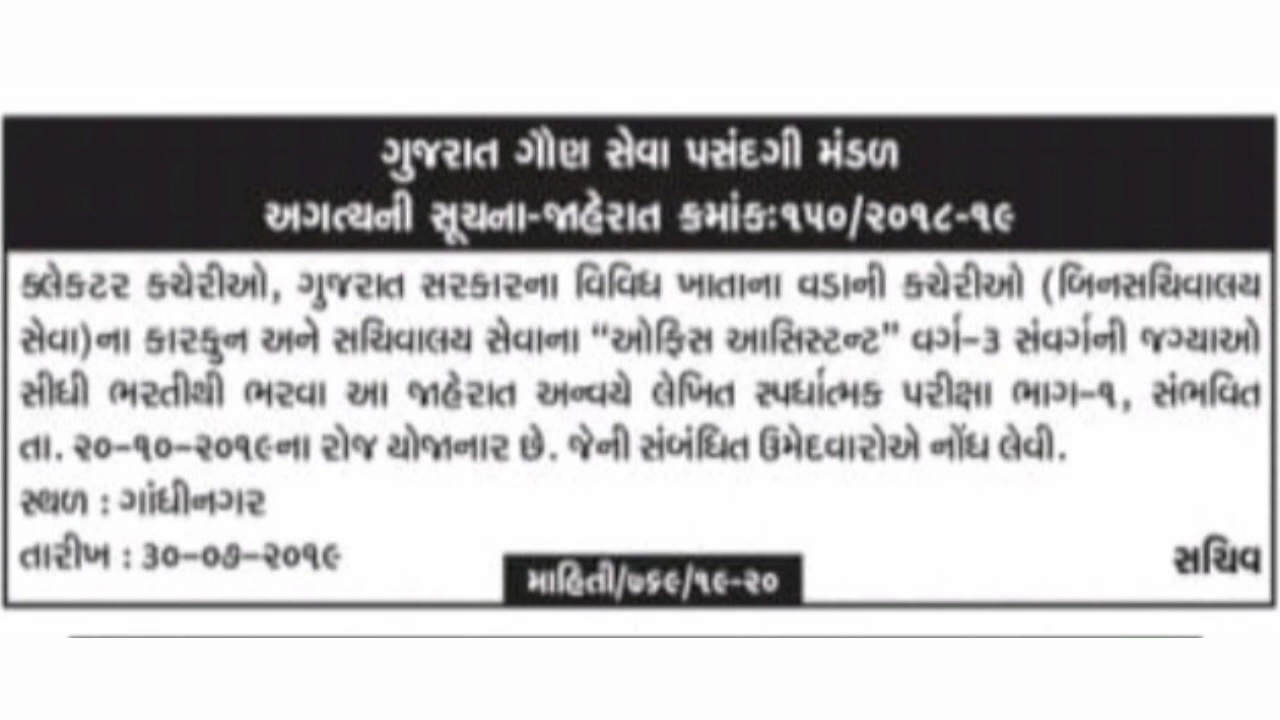 ગુજરાત ગૌણ સેવા પસંદગી મંડળ
અગત્યની સૂચના-જાહેરાત ક્રમાંક:૧૫૦/૨૦૧૮-૧૯
ક્લેકટર કચેરીઓ, ગુજરાત સરકારના વિવિધ ખાતાના વડાની કચેરીઓ (બિનસચિવાલય
સેવા)ના કારકુન અને સચિવાલય સેવાના “ઓફિસ આસિસ્ટન્ટ” વર્ગ-૩ સંવર્ગની જગ્યાઓ
સીધી ભરતીથી ભરવા આ જાહેરાત અન્વયે લેખિત સ્પર્ધાત્મક પરીક્ષા ભાગ-૧, સંભવિત
તા. ૨૦-૧૦-૨૦૧૯ના રોજ યોજાનાર છે. જેની સંબંધિત ઉમેદવારોએ નોંધ લેવી.
સ્થળ : ગાંધીનગર
તારીખ : ૩૦-૦૭-૨૦૧૯
સચિવ
માહિતી/૭૬૯/૧૯-૨૦